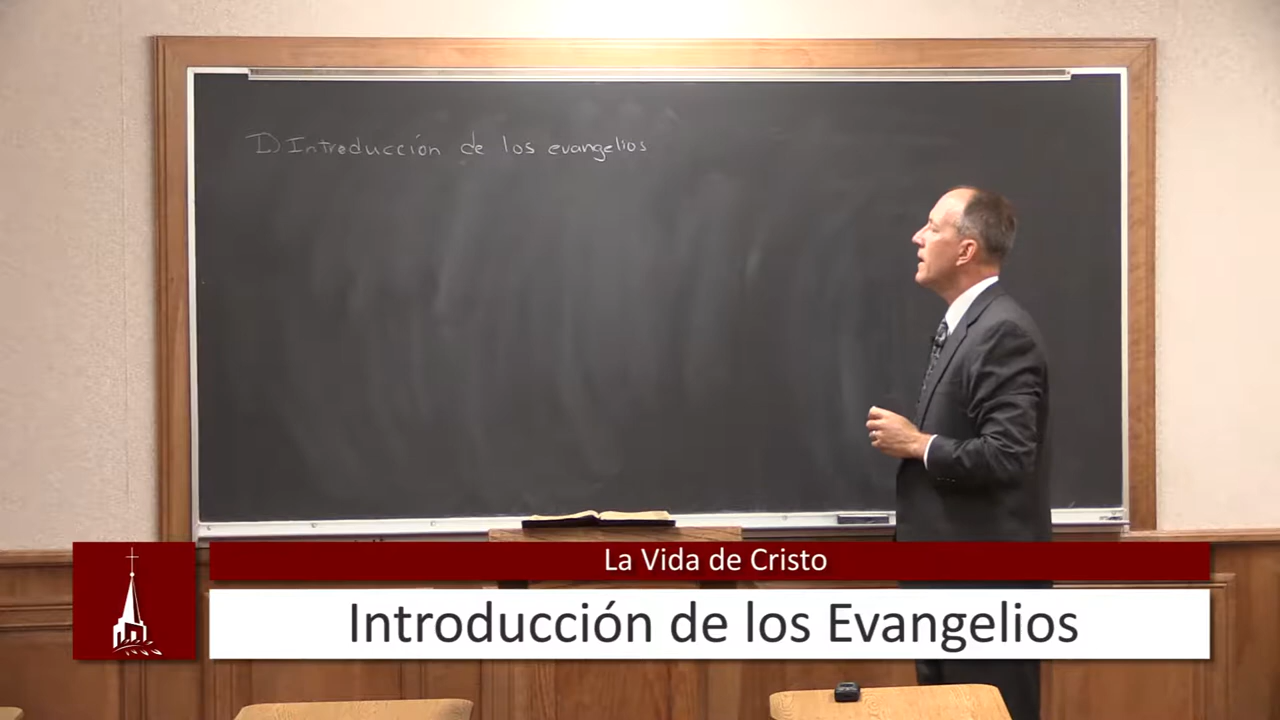 I) Introducción de los evangelios
La Vida de Cristo
Introducción de los Evangelios